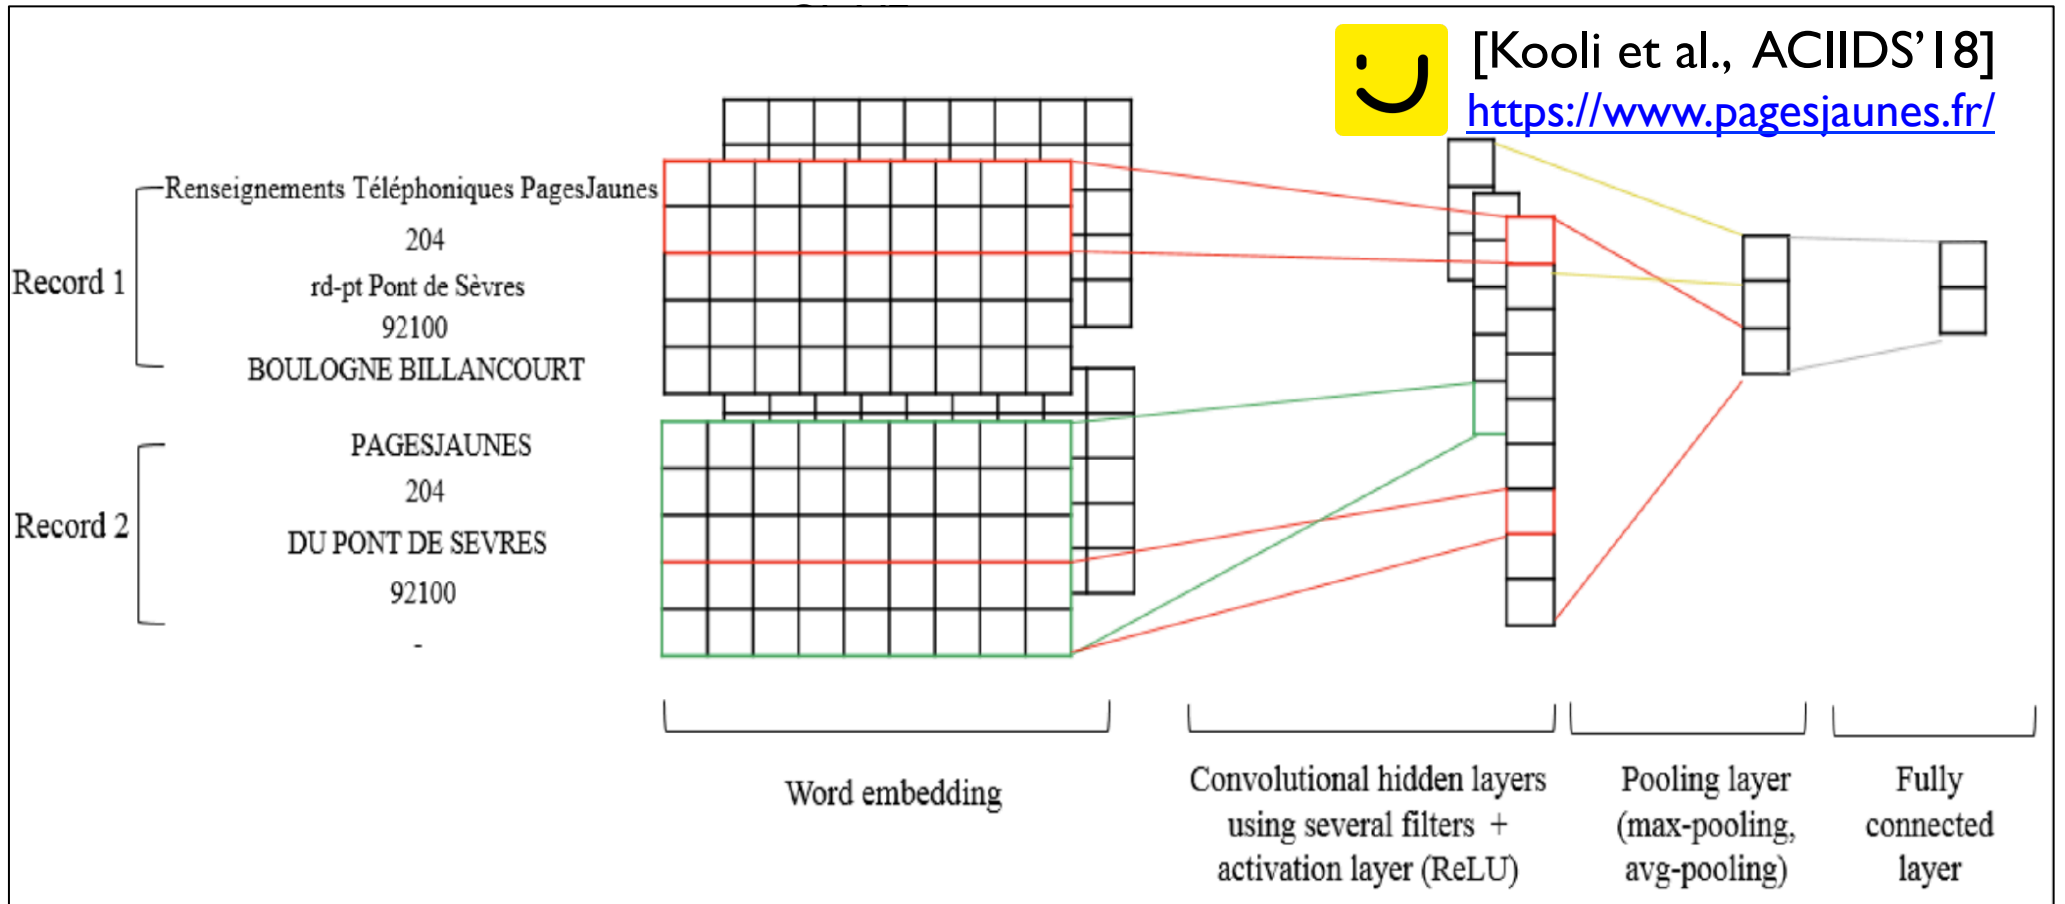 [Kooli et al., ACIIDS'18]
https://www.pagesjaunes.fr/
Record 1
Renseignements Téléphoniques PagesJaunes
204
rd-pt Pont de Sèvres
92100
BOULOGNE BILLANCOURT
Record 2
PAGESJAUNES
204
DU PONT DE SEVRES
92100
-
Word embedding
Convolutional hidden layers
using several filters +
activation layer (ReLU)
Pooling layer
(max-pooling,
avg-pooling)
Fully
connected
layer